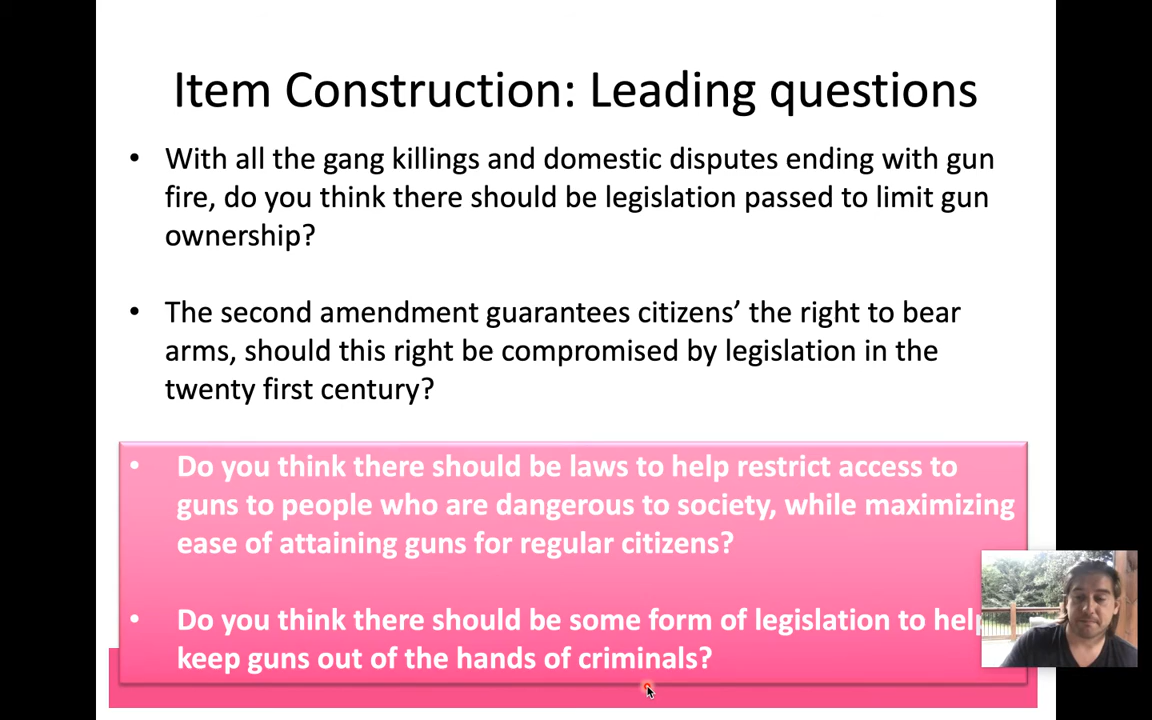 Item Construction: Leading questions
• With all the gang killings and domestic disputes ending with gun
fire, do you think there should be legislation passed to limit gun
ownership?
• The second amendment guarantees citizens’ the right to bear
arms, should this right be compromised by legislation in the
twenty first century?
• Do you think there should be laws to help restrict access to
guns to people who are dangerous to society, while maximizing
ease of attaining guns for regular citizens?
• Do you think there should be some form of legislation to help
keep guns out of the hands of criminals?